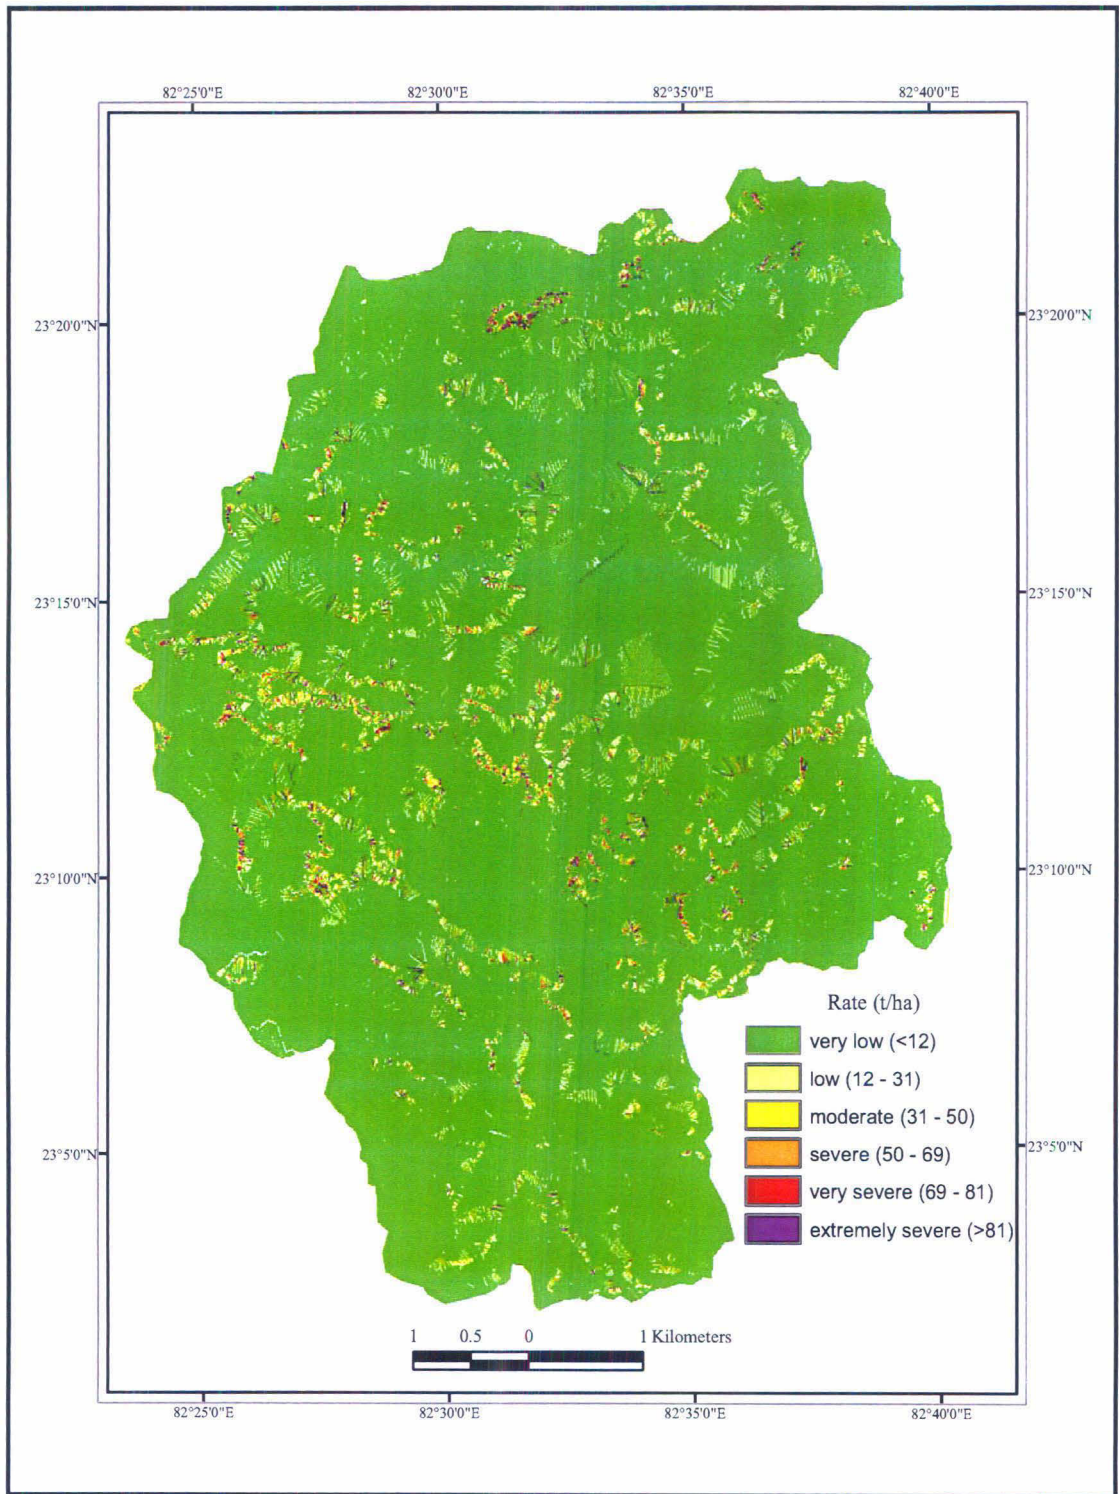 82°25'0"E 82°30'0"E 82°35'0"E 82°40'0"E
23°20'0"N 23°20'0"N
23°15'0"N 23°15'0"N
23°10'0"N 23°10'0"N
Rate (t/ha)
very low (<12)
low (12 - 31)
moderate (31 - 50)
23°5'0"N 23°5'0"N
severe (50 - 69)
very severe (69 - 81)
extremely severe (>81)
1 0.5 0 1 Kilometers
82°25'0"E 82°30'0"E 82°35'0"E 82°40'0"E